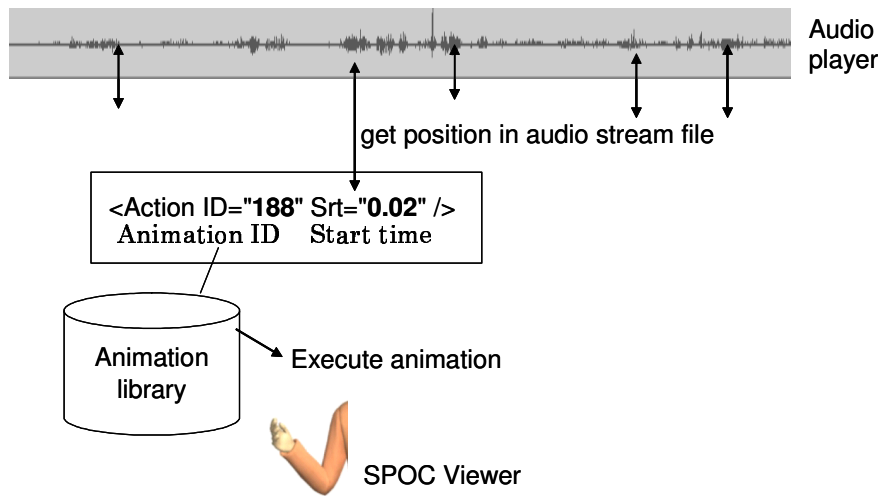 Audio
player
get position in audio stream file
<Action ID="188" Srt="0.02" />
Animation ID Start time
Animation
library
Execute animation
SPOC Viewer